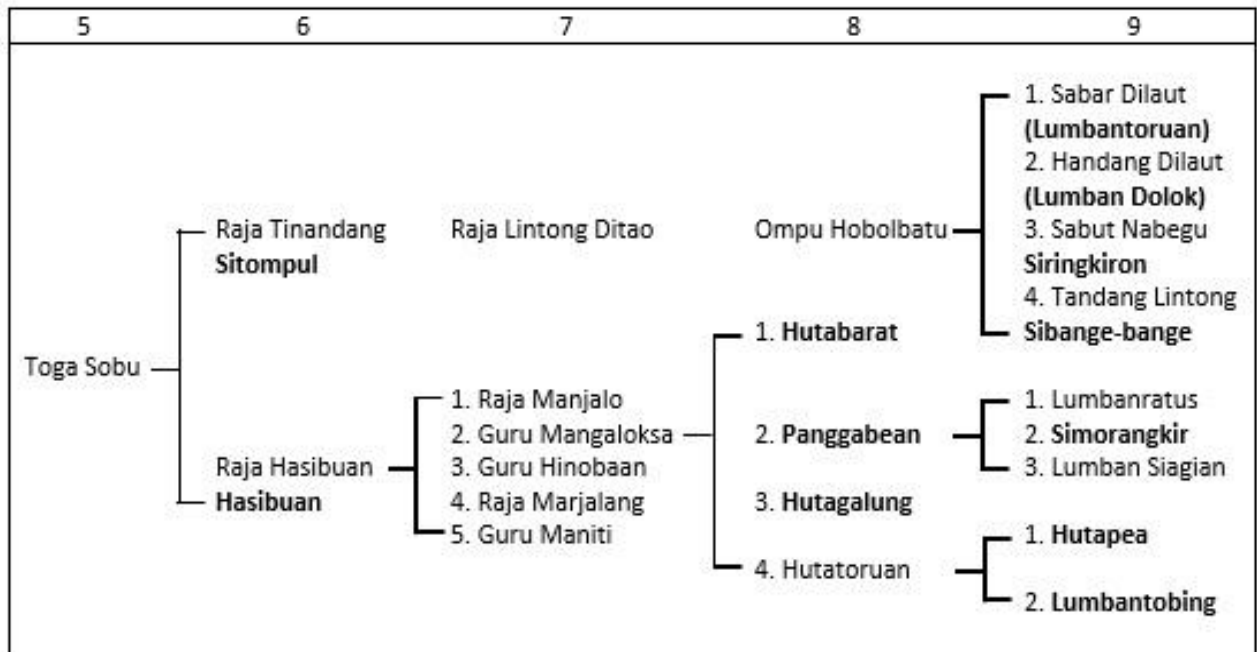 5 6 7 8 9
1. Sabar Dilaut
(Lumbantoruan)
2. Handang Dilaut
(Lumban Dolok)
Raja Tinandang Raja Lintong Ditao Ompu Hobolbatu 3. Sabut Nabegu
Sitompul Siringkiron
4. Tandang Lintong
1. Hutabarat Sibange-bange
Toga Sobu
1. Raja Manjalo 1. Lumbanratus
2. Guru Mangaloksa 2. Panggabean 2. Simorangkir
Raja Hasibuan 3. Guru Hinobaan 3. Lumban Siagian
Hasibuan 4. Raja Marjalang 3. Hutagalung
5. Guru Maniti 1. Hutapea
4. Hutatoruan
2. Lumbantobing